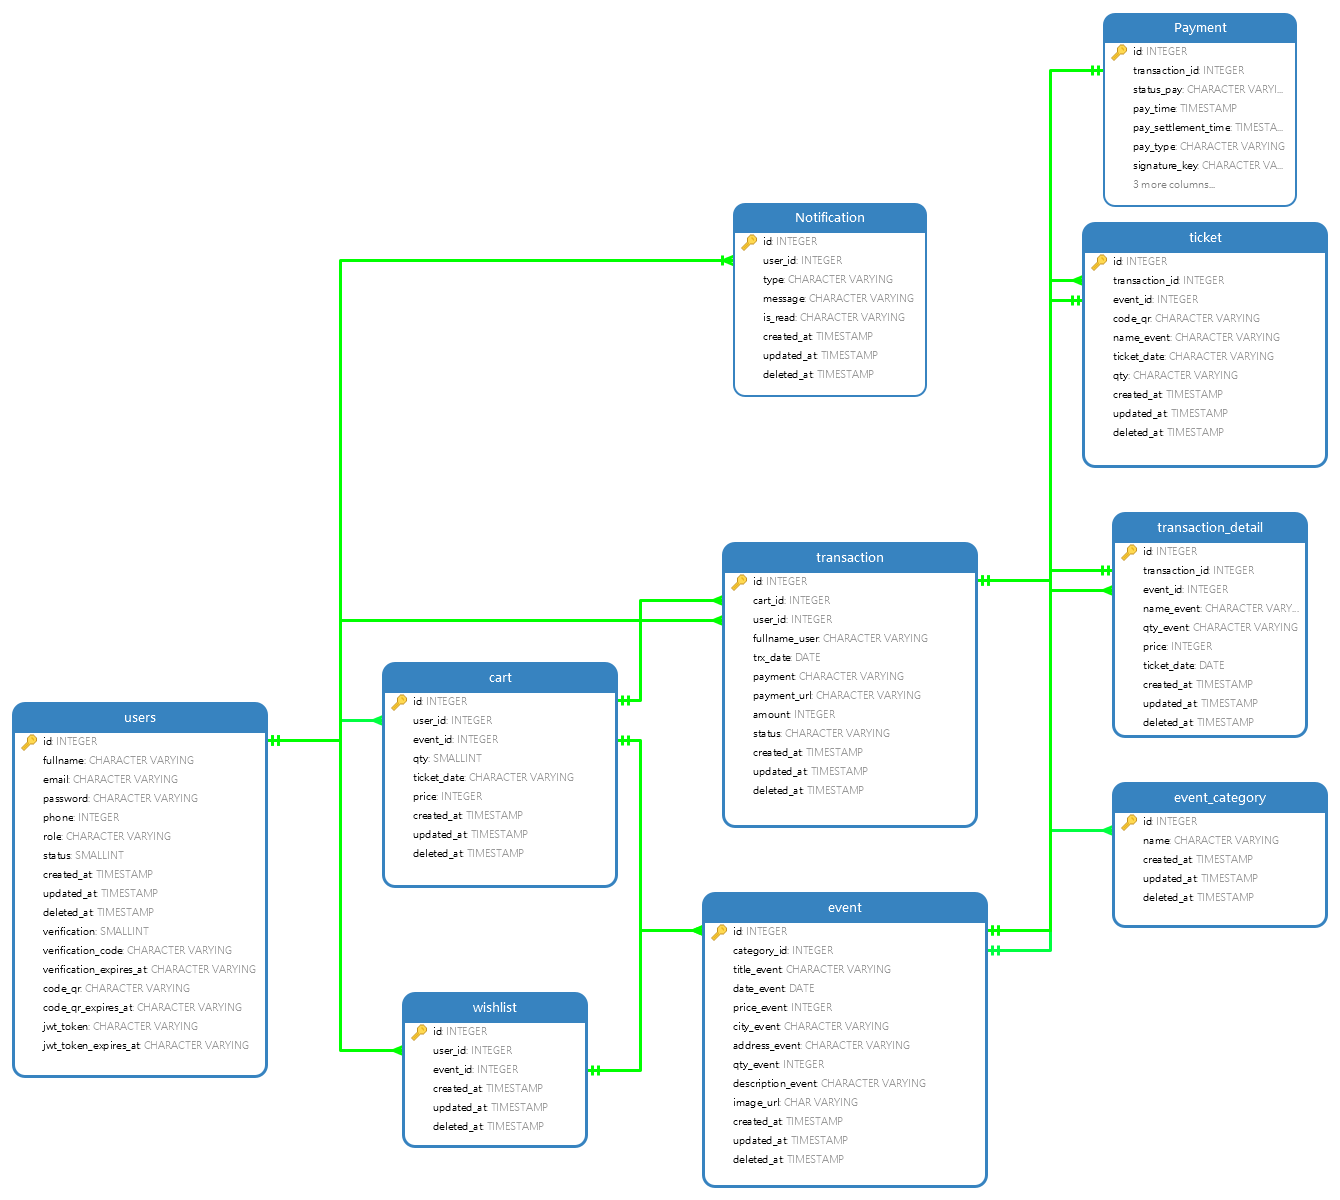 Payment
id: INTEGER
transaction_id: INTEGER
status_pay: CHARACTER VARYI...
pay_time: TIMESTAMP
pay_settlement_time: TIMESTA...
pay_type: CHARACTER VARYING
signature_key: CHARACTER VA...
3 more columns...
Notification
id: INTEGER
user_id: INTEGER
type: CHARACTER VARYING
message: CHARACTER VARYING
is_read: CHARACTER VARYING
created_at: TIMESTAMP
updated_at: TIMESTAMP
deleted_at: TIMESTAMP
ticket
id: INTEGER
transaction_id: INTEGER
event_id: INTEGER
code_qr: CHARACTER VARYING
name_event: CHARACTER VARYING
ticket_date: CHARACTER VARYING
qty: CHARACTER VARYING
created_at: TIMESTAMP
updated_at: TIMESTAMP
deleted_at: TIMESTAMP
transaction_detail
id: INTEGER
transaction_id: INTEGER
event_id: INTEGER
name_event: CHARACTER VARY...
qty_event: CHARACTER VARYING
price: INTEGER
ticket_date: DATE
created_at: TIMESTAMP
updated_at: TIMESTAMP
deleted_at: TIMESTAMP
transaction
id: INTEGER
cart_id: INTEGER
user_id: INTEGER
fullname_user: CHARACTER VARYING
trx_date: DATE
payment: CHARACTER VARYING
payment_url: CHARACTER VARYING
amount: INTEGER
status: CHARACTER VARYING
created_at: TIMESTAMP
updated_at: TIMESTAMP
deleted_at: TIMESTAMP
cart
id: INTEGER
user_id: INTEGER
event_id: INTEGER
qty: SMALLINT
ticket_date: CHARACTER VARYING
price: INTEGER
created_at: TIMESTAMP
updated_at: TIMESTAMP
deleted_at: TIMESTAMP
users
id: INTEGER
fullname: CHARACTER VARYING
email: CHARACTER VARYING
password: CHARACTER VARYING
phone: INTEGER
role: CHARACTER VARYING
status: SMALLINT
created_at: TIMESTAMP
updated_at: TIMESTAMP
deleted_at: TIMESTAMP
verification: SMALLINT
verification_code: CHARACTER VARYING
verification_expires_at: CHARACTER VARYING
code_qr: CHARACTER VARYING
code_qr_expires_at: CHARACTER VARYING
jwt_token: CHARACTER VARYING
jwt_token_expires_at: CHARACTER VARYING
event_category
id: INTEGER
name: CHARACTER VARYING
created_at: TIMESTAMP
updated_at: TIMESTAMP
deleted_at: TIMESTAMP
event
id: INTEGER
category_id: INTEGER
title_event: CHARACTER VARYING
date_event: DATE
price_event: INTEGER
city_event: CHARACTER VARYING
address_event: CHARACTER VARYING
qty_event: INTEGER
description_event: CHARACTER VARYING
image_url: CHAR VARYING
created_at: TIMESTAMP
updated_at: TIMESTAMP
deleted_at: TIMESTAMP
wishlist
id: INTEGER
user_id: INTEGER
event_id: INTEGER
created_at: TIMESTAMP
updated_at: TIMESTAMP
deleted_at: TIMESTAMP